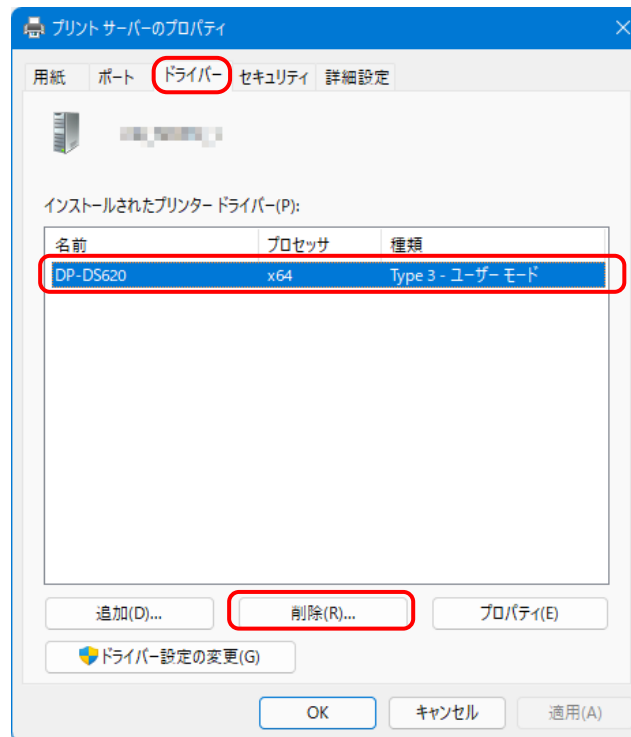 プリント サーバーのプロパティ
用紙 ポート ドライバー セキュリティ 詳細設定
インストールされたプリンター ドライバー(P):
名前 プロセッサ 種類
DP-DS620 x64 Type 3 - ユーザー モード
追加(D)... 削除(R)... プロパティ(E)
ドライバー設定の変更(G)
OK キャンセル 適用(A)